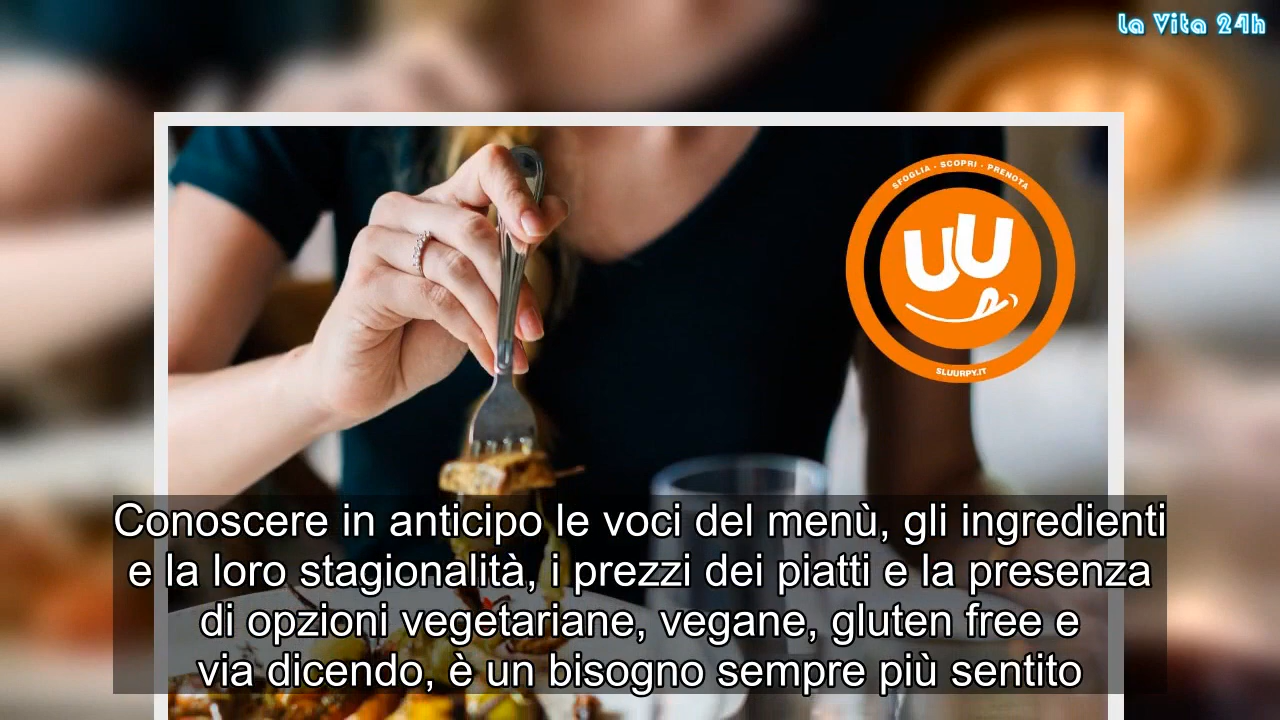 La Vita 24h
SFOGLIA · SCOPRI · PRENOTA
UU
SLUURPY.IT
Conoscere in anticipo le voci del menù, gli ingredienti
e la loro stagionalità, i prezzi dei piatti e la presenza
di opzioni vegetariane, vegane, gluten free e
via dicendo, è un bisogno sempre più sentito